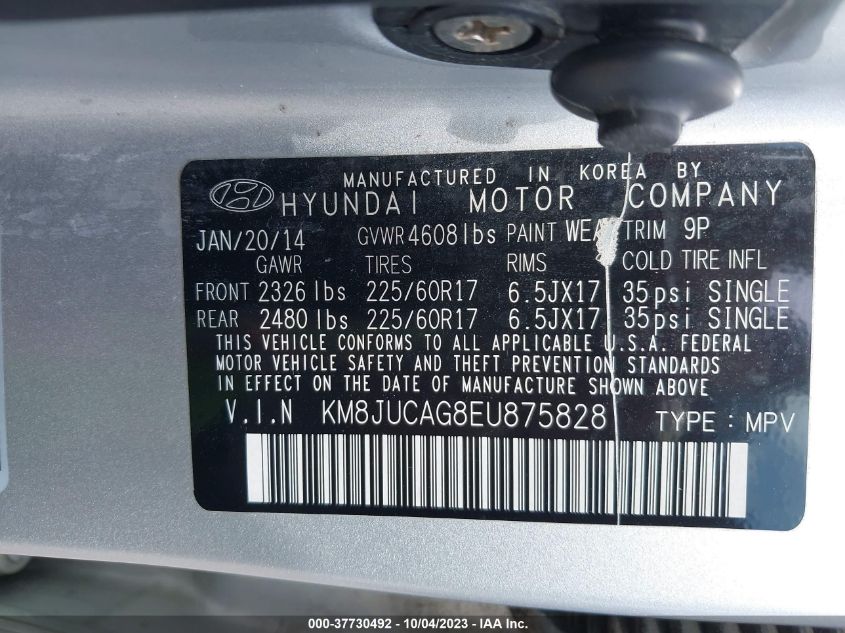 MANUFACTURED IN KOREA BY
HYUNDAI MOTOR COMPANY
JAN/20/14 GVWR 4608 lbs PAINT TRIM 9P
GAWR TIRES RIMS COLD TIRE INFL
FRONT 2326 lbs 225/60R17 6.5JX17 35psi SINGLE
REAR 2480 lbs 225/60R17 6.5JX17 35psi SINGLE
THIS VEHICLE CONFORMS TO ALL APPLICABLE U.S.A. FEDERAL
MOTOR VEHICLE SAFETY AND THEFT PREVENTION STANDARDS
IN EFFECT ON THE DATE OF MANUFACTURE SHOWN ABOVE
V.I.N KM8JUCAG8EU875828 TYPE : MPV
000-37730492 - 10/04/2023 - IAA Inc.